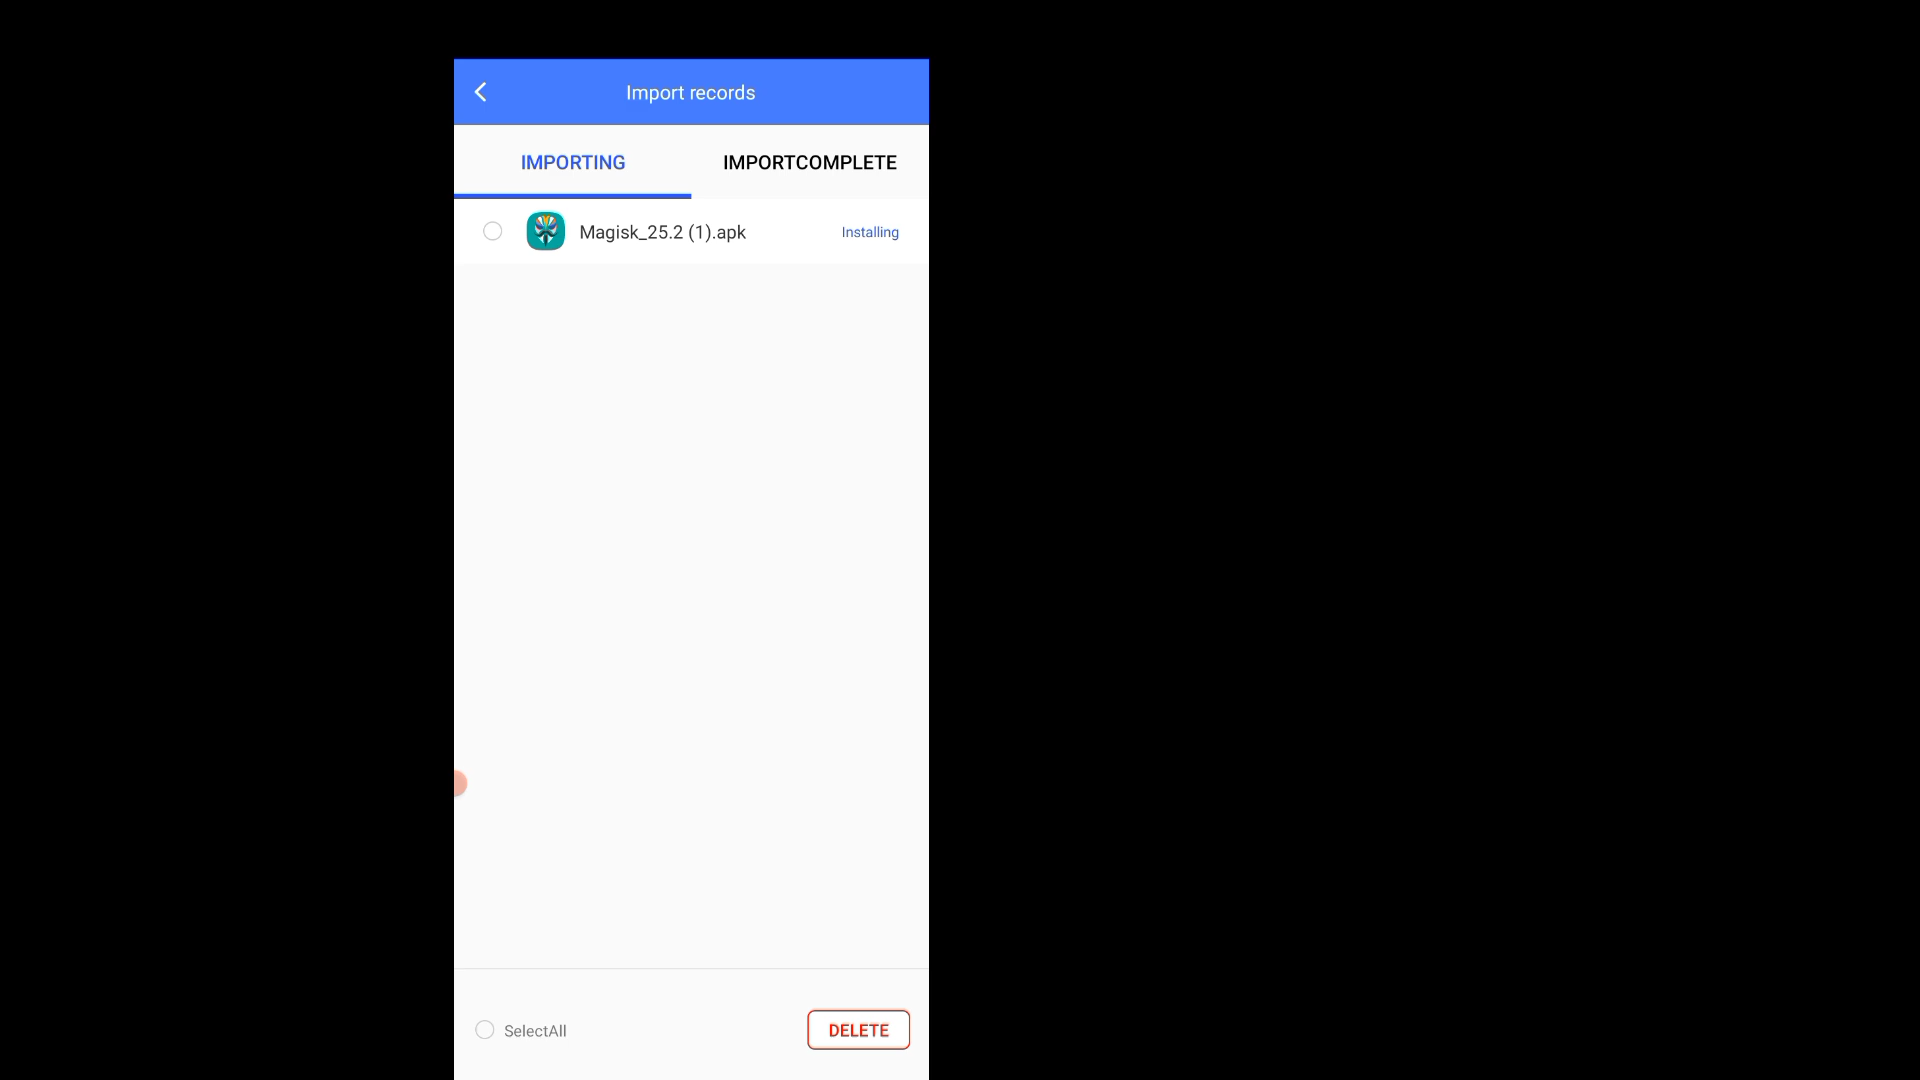 Import records
IMPORTING IMPORTCOMPLETE
Magisk_25.2 (1).apk Installing
SelectAll DELETE